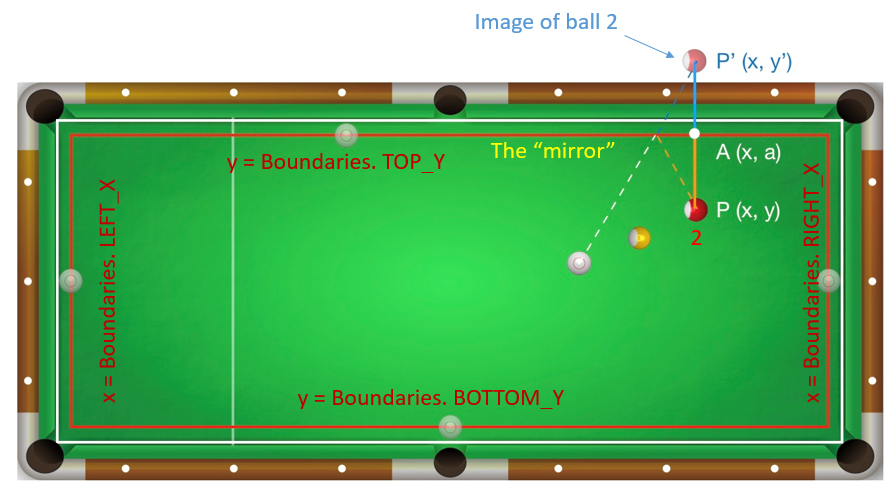 Image of ball 2
P' (x, y')
The “mirror”
A (x, a)
y = Boundaries. TOP_Y
P (x, y)
2
x = Boundaries. LEFT_X
x = Boundaries. RIGHT_X
y = Boundaries. BOTTOM_Y